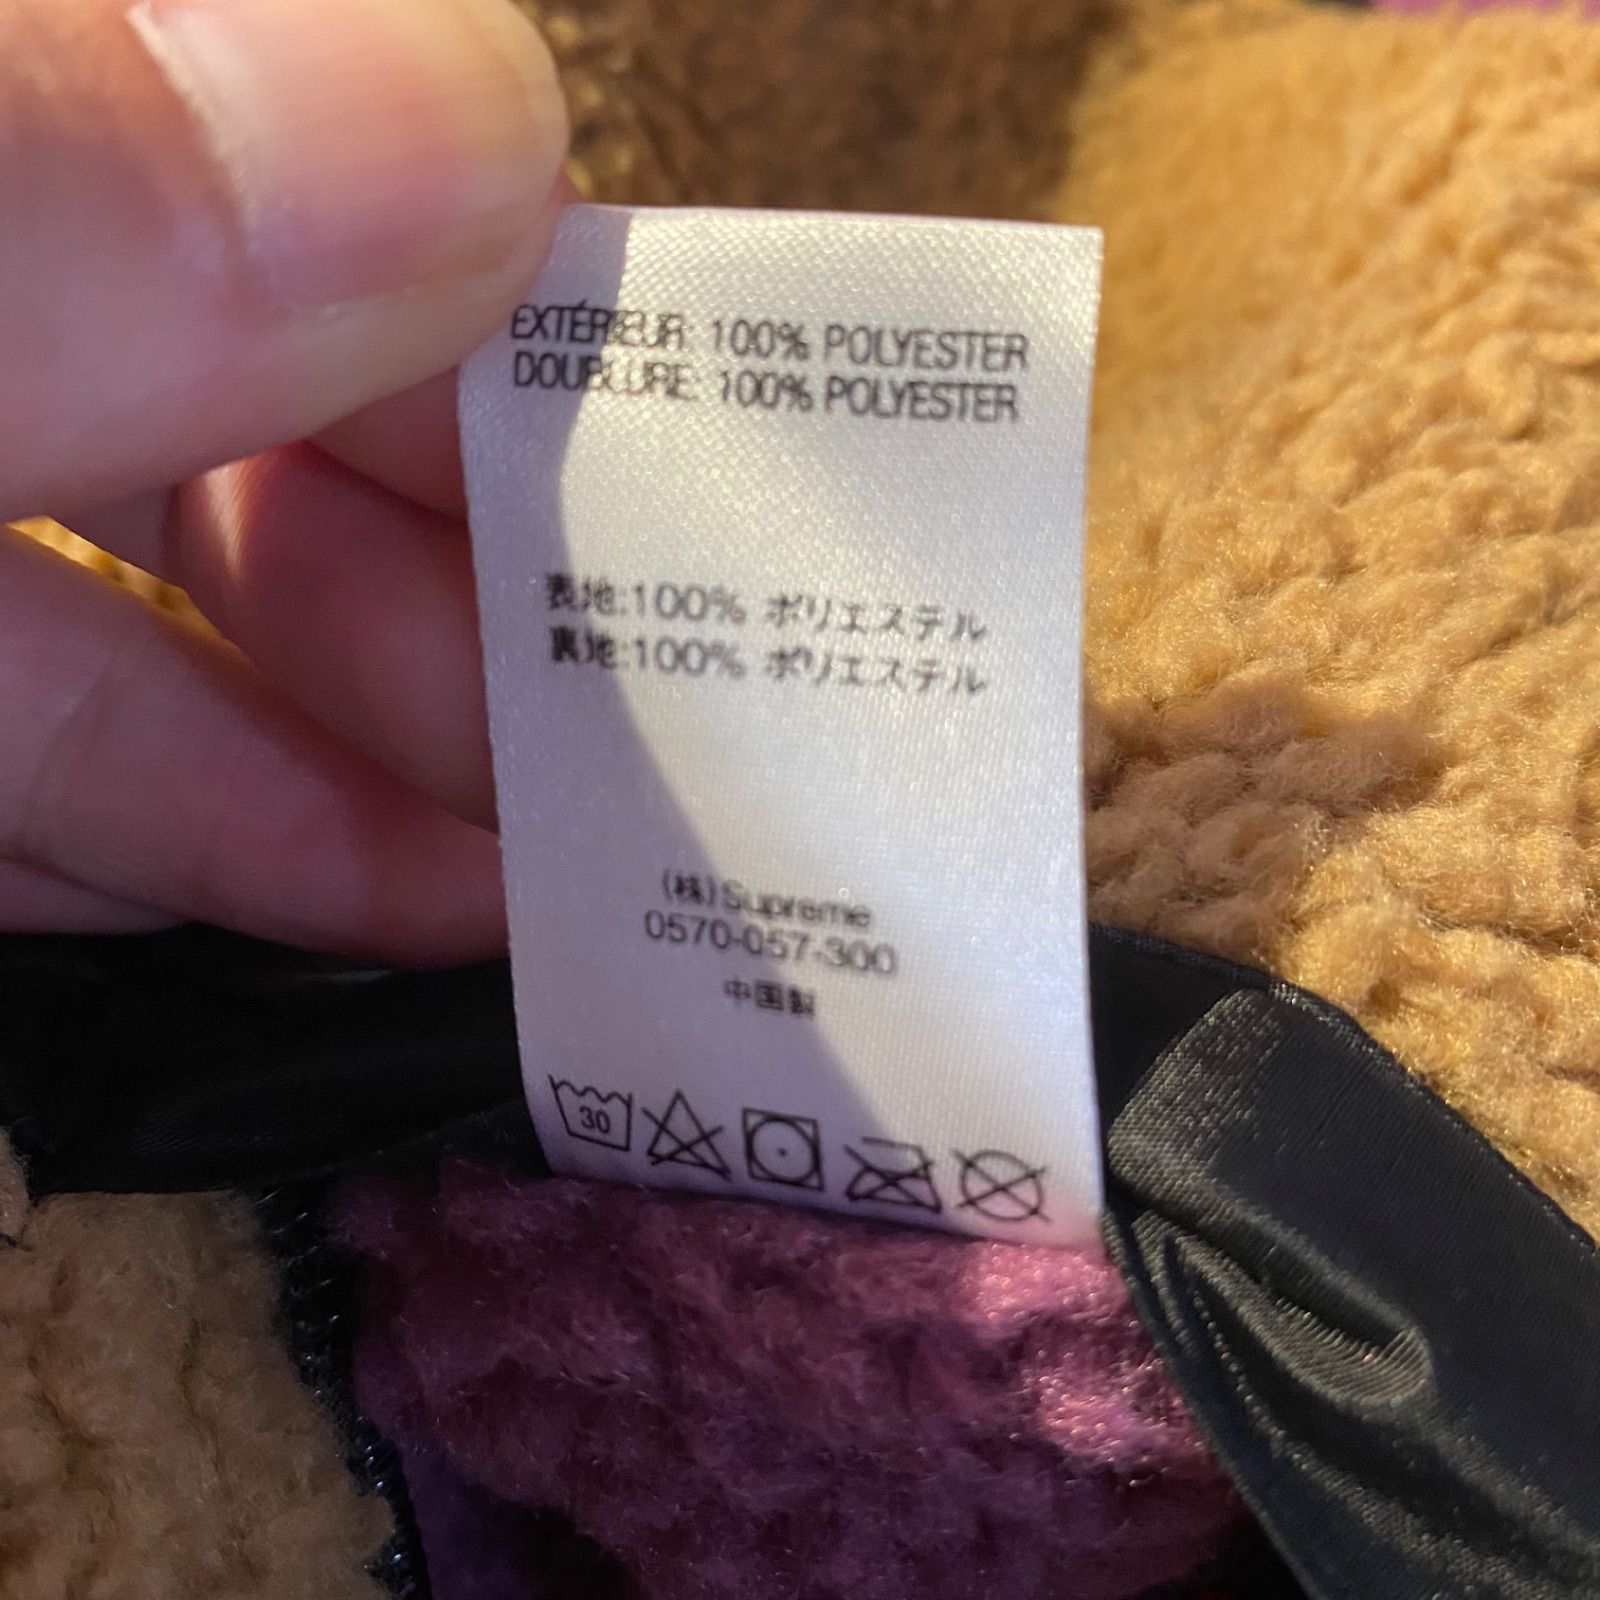 EXTÉRIEUR: 100% POLYESTER
DOUBLURE: 100% POLYESTER
表地:100% ポリエステル
裏地:100% ポリエステル
(株)Supreme
0570-057-300
中国製
30